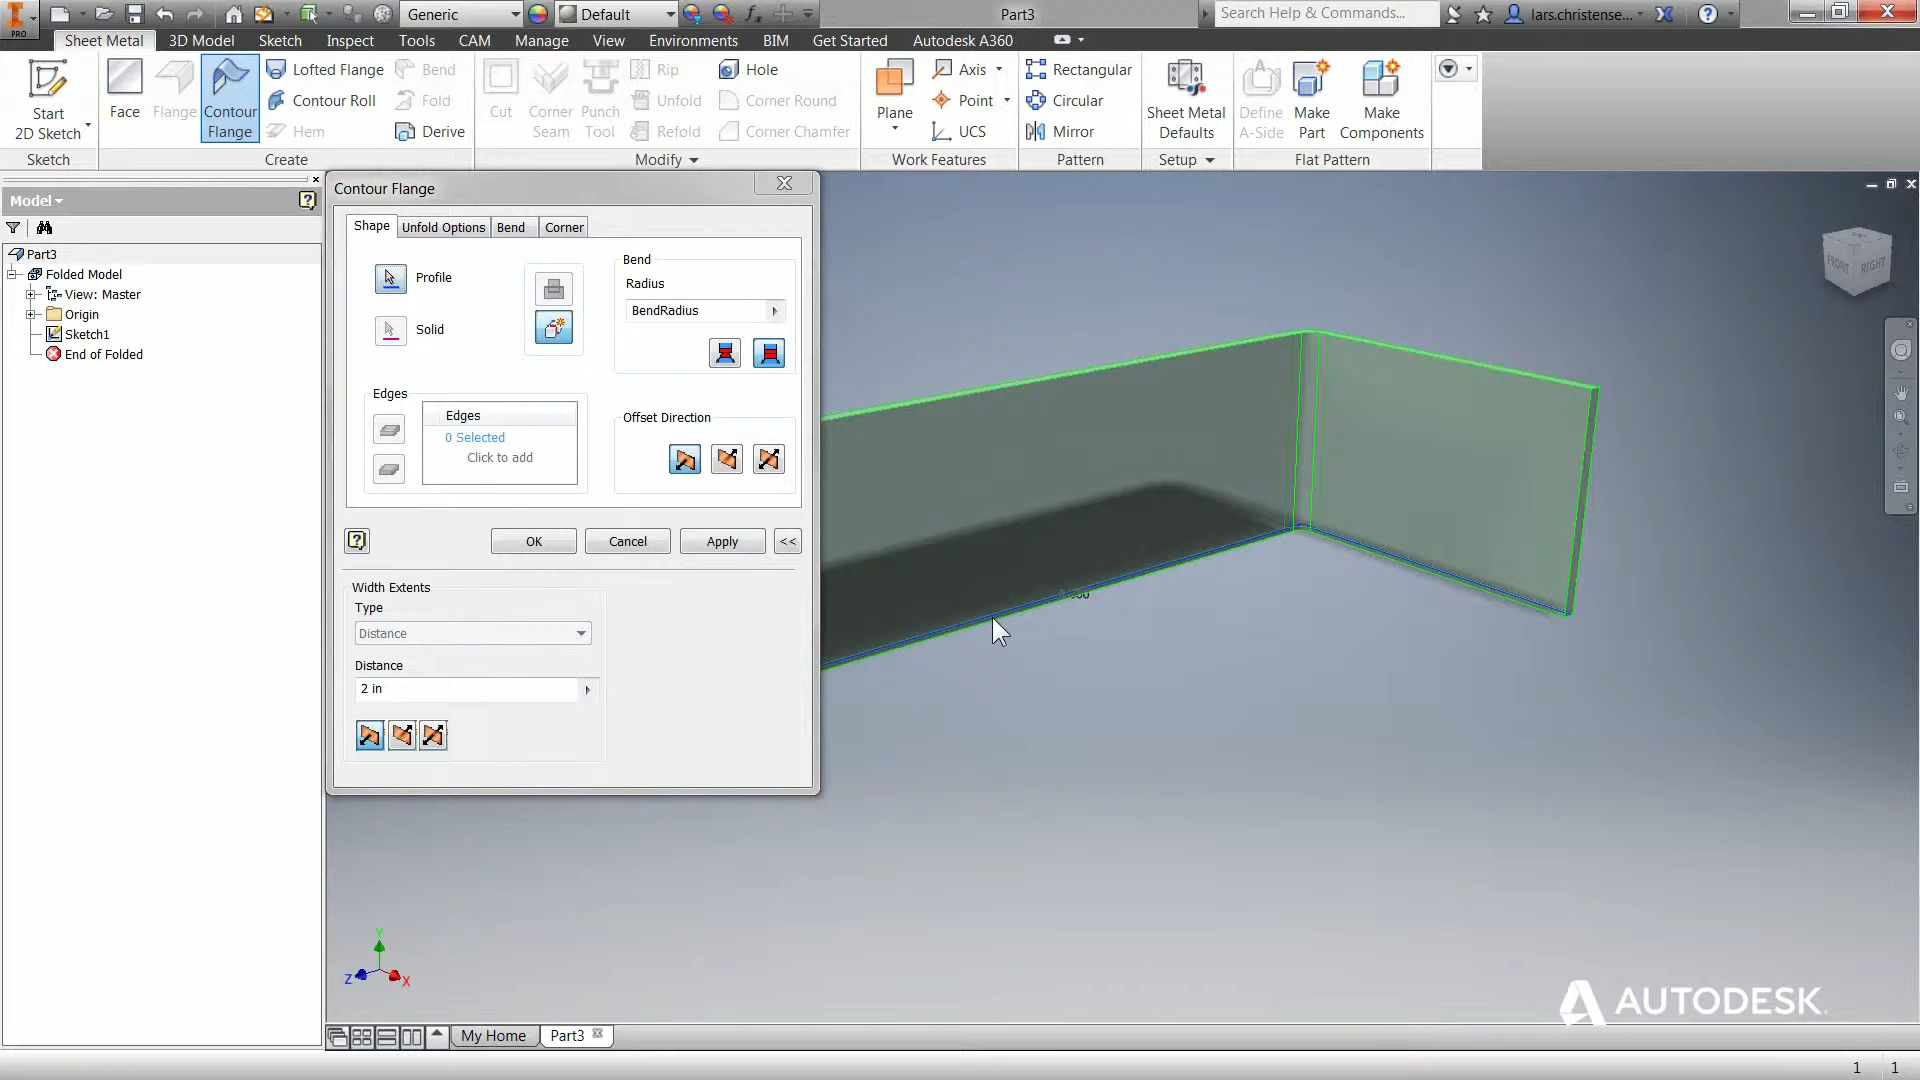 PRO
Generic
Default
Part3
Search Help & Commands...
lars.christense...
Sheet Metal
3D Model
Sketch
Inspect
Tools
CAM
Manage
View
Environments
BIM
Get Started
Autodesk A360
Start
2D Sketch
Face
Flange
Contour
Flange
Lofted Flange
Contour Roll
Hem
Bend
Fold
Derive
Cut
Corner
Seam
Punch
Tool
Rip
Unfold
Refold
Hole
Corner Round
Corner Chamfer
Plane
Axis
Point
UCS
Rectangular
Circular
Mirror
Sheet Metal
Defaults
Define
A-Side
Make
Part
Make
Components
Sketch
Create
Modify
Work Features
Pattern
Setup
Flat Pattern
Model
Part3
Folded Model
View: Master
Origin
Sketch1
End of Folded
Contour Flange
Shape
Unfold Options
Bend
Corner
Profile
Solid
Bend
Radius
BendRadius
Edges
Edges
0 Selected
Click to add
Offset Direction
OK
Cancel
Apply
<<
Width Extents
Type
Distance
Distance
2 in
FRONT
RIGHT
Y
Z
X
AUTODESK.
My Home
Part3
1
1